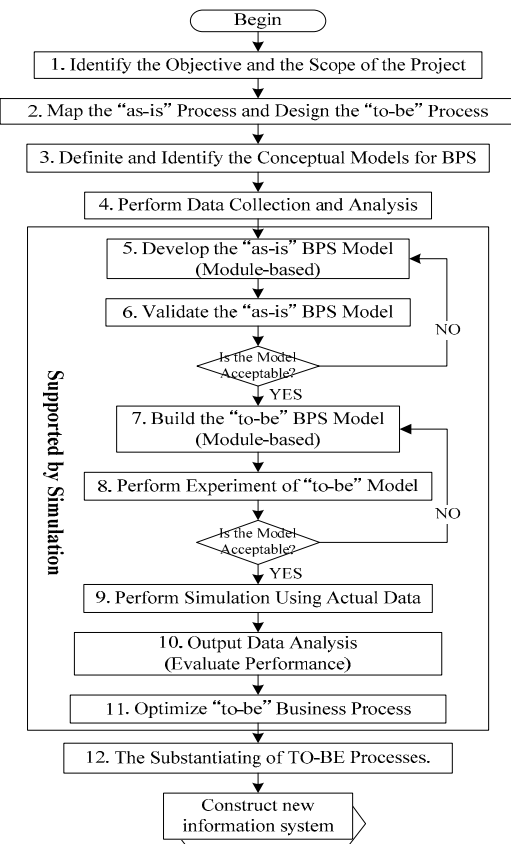 Begin
1. Identify the Objective and the Scope of the Project
2. Map the “as-is” Process and Design the “to-be” Process
3. Definite and Identify the Conceptual Models for BPS
4. Perform Data Collection and Analysis
5. Develop the “as-is” BPS Model
(Module-based)
6. Validate the “as-is” BPS Model
NO
Is the Model
Acceptable?
YES
7. Build the “to-be” BPS Model
(Module-based)
Supported by Simulation
8. Perform Experiment of “to-be” Model
NO
Is the Model
Acceptable?
YES
9. Perform Simulation Using Actual Data
10. Output Data Analysis
(Evaluate Performance)
11. Optimize “to-be” Business Process
12. The Substantiating of TO-BE Processes.
Construct new
information system